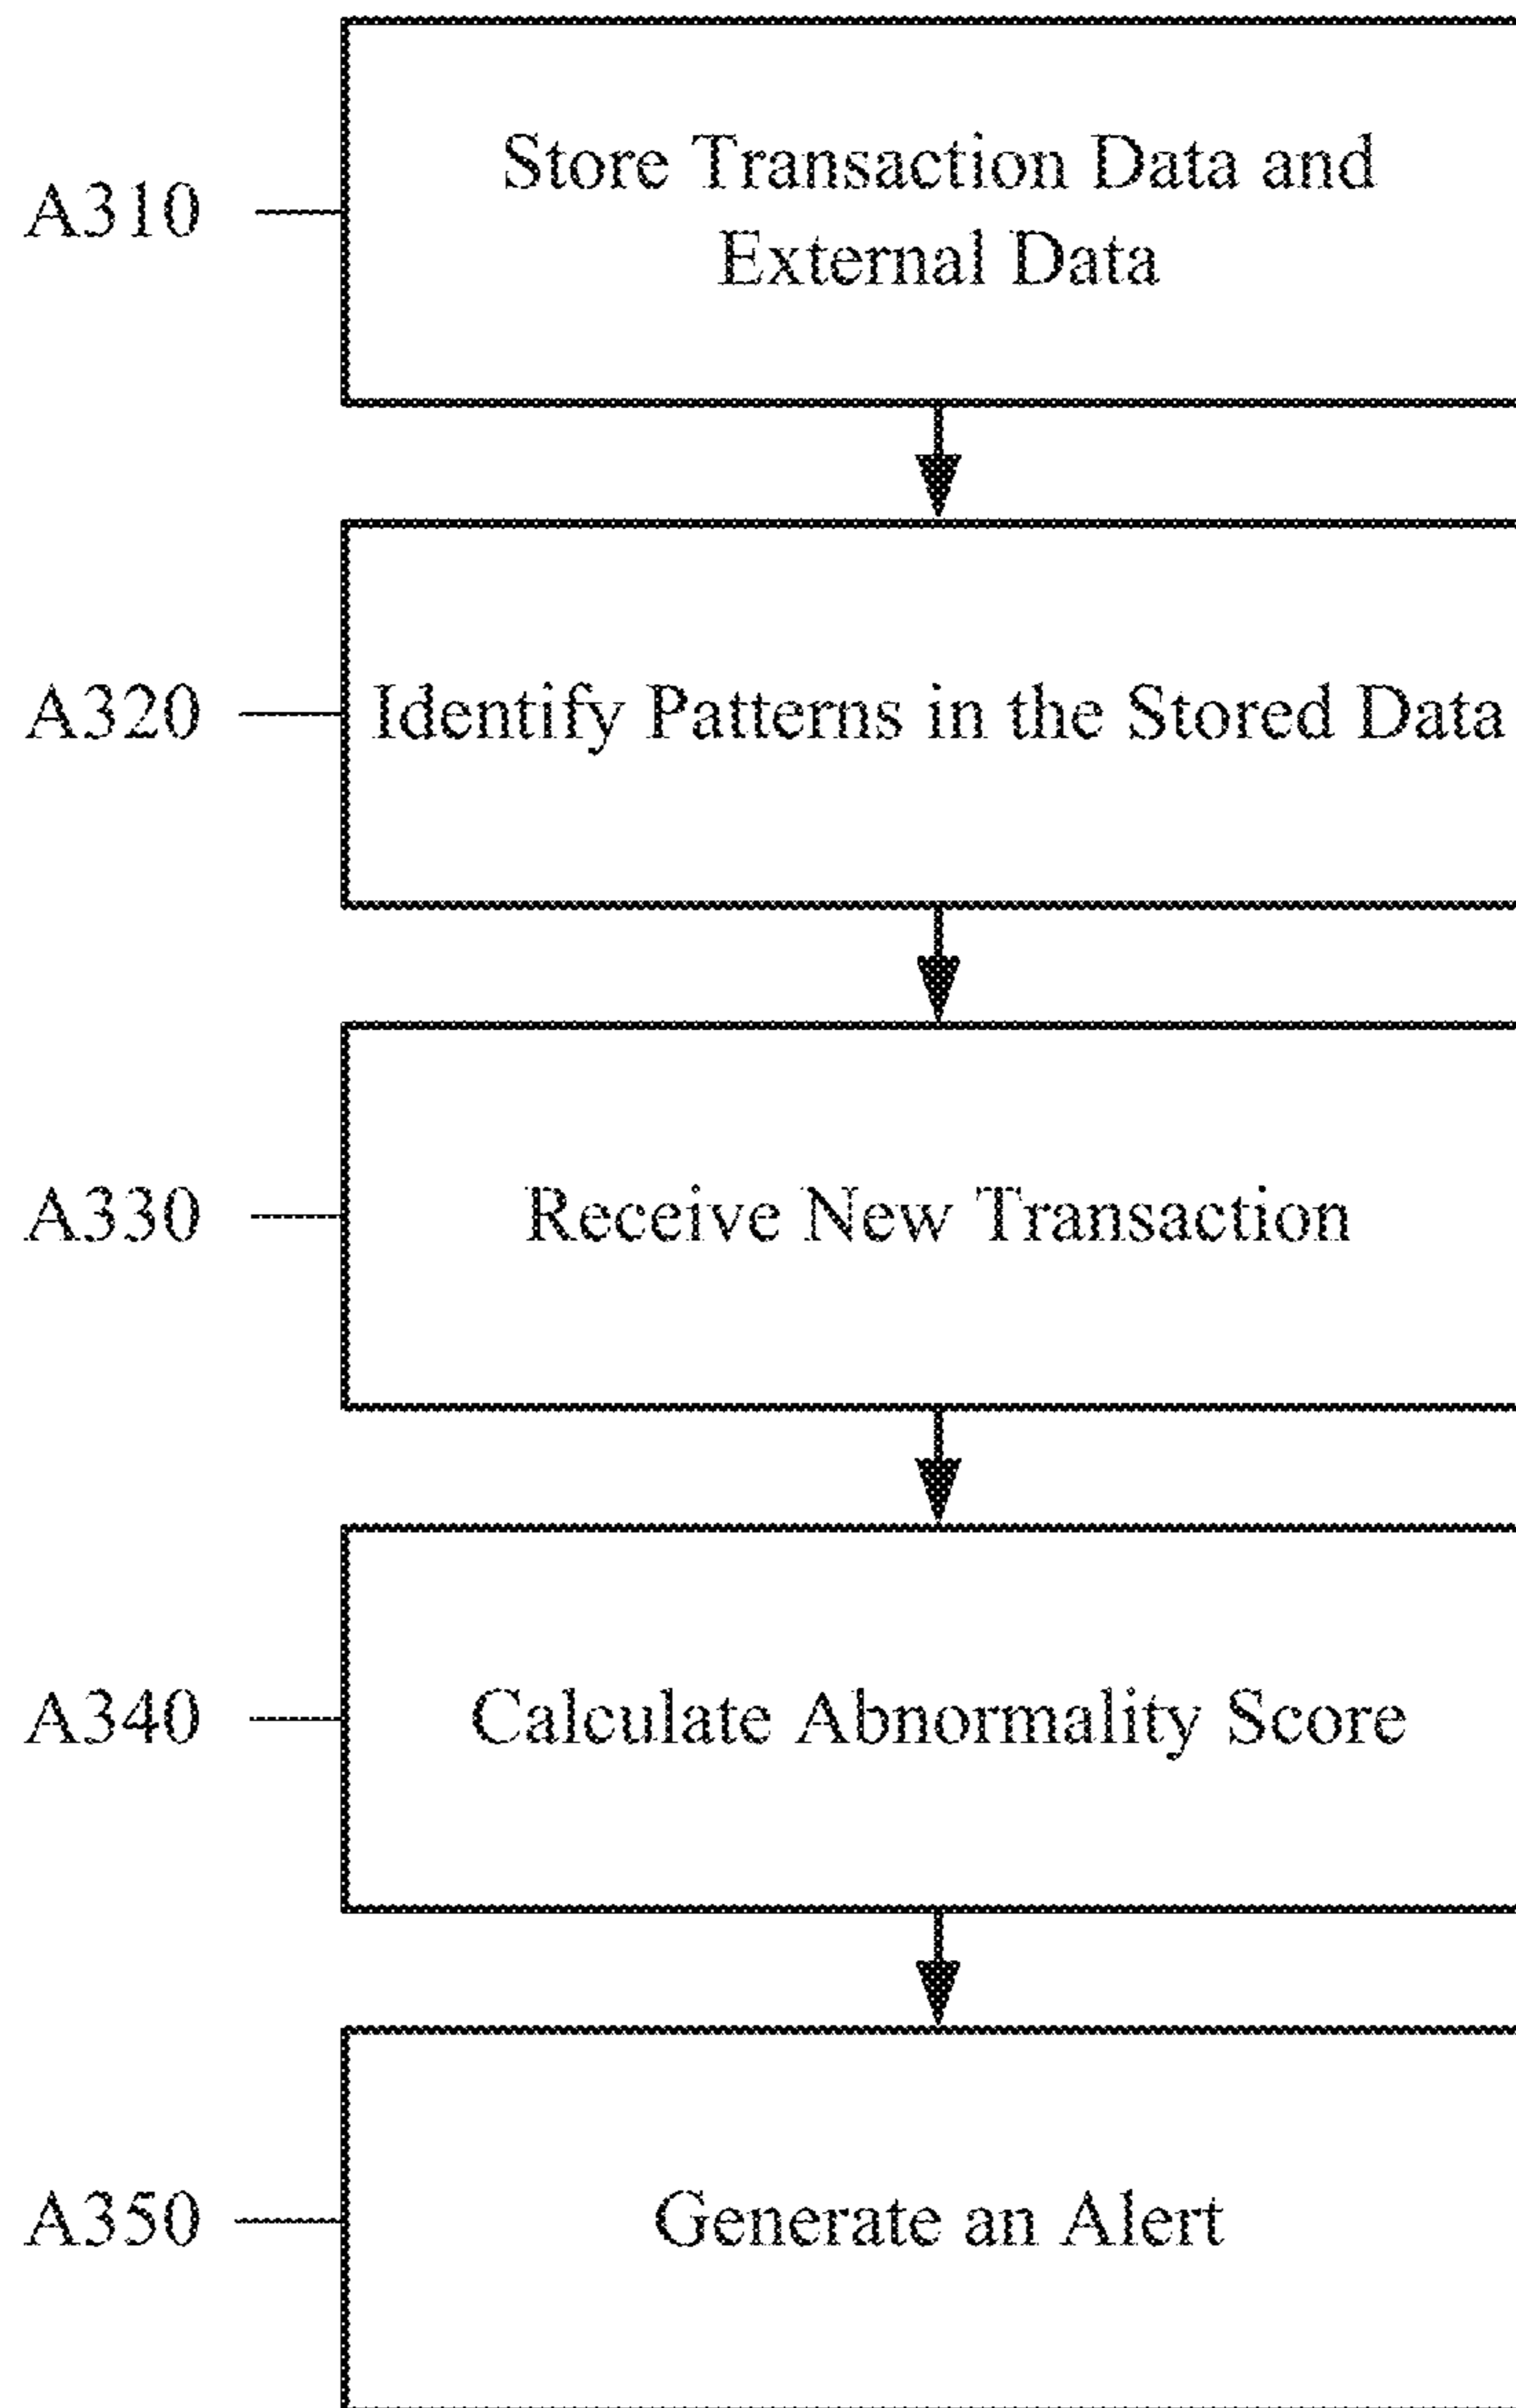 Store Transaction Data and
External Data
A310
A320
Identify Patterns in the Stored Data
A330
Receive New Transaction
A340
Calculate Abnormality Score
A350
Generate an Alert